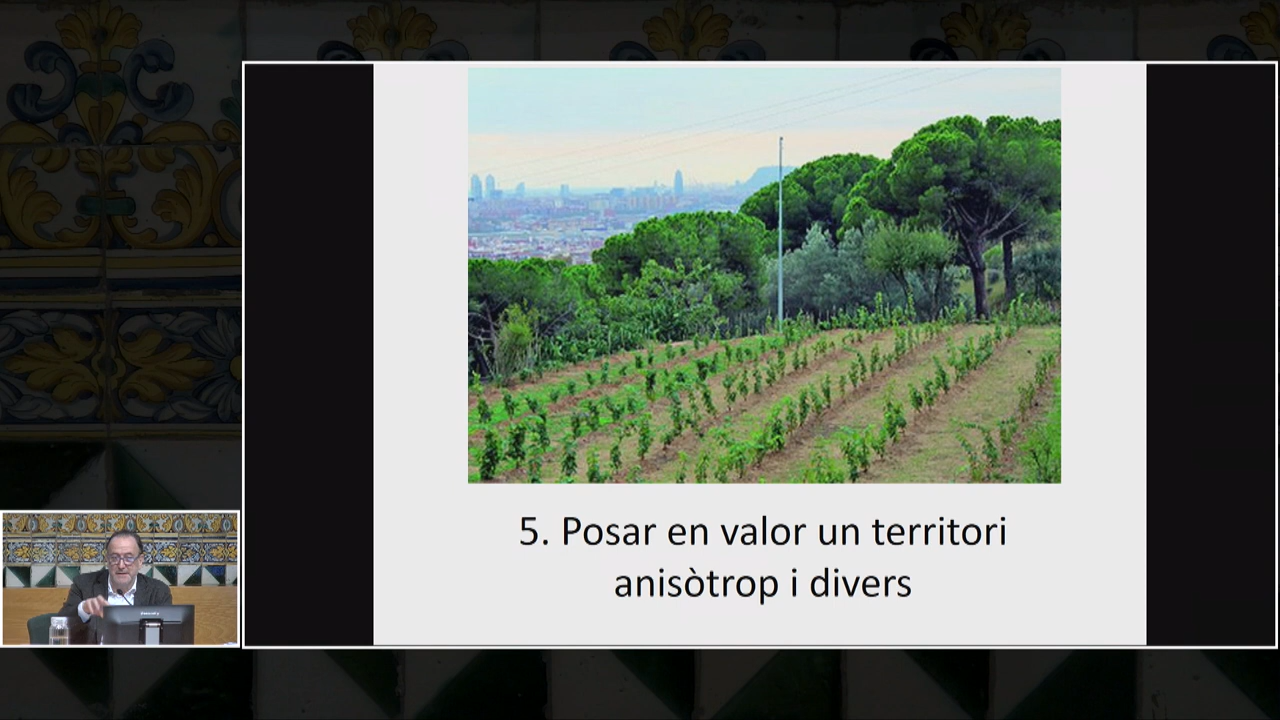 5. Posar en valor un territori
anisòtrop i divers